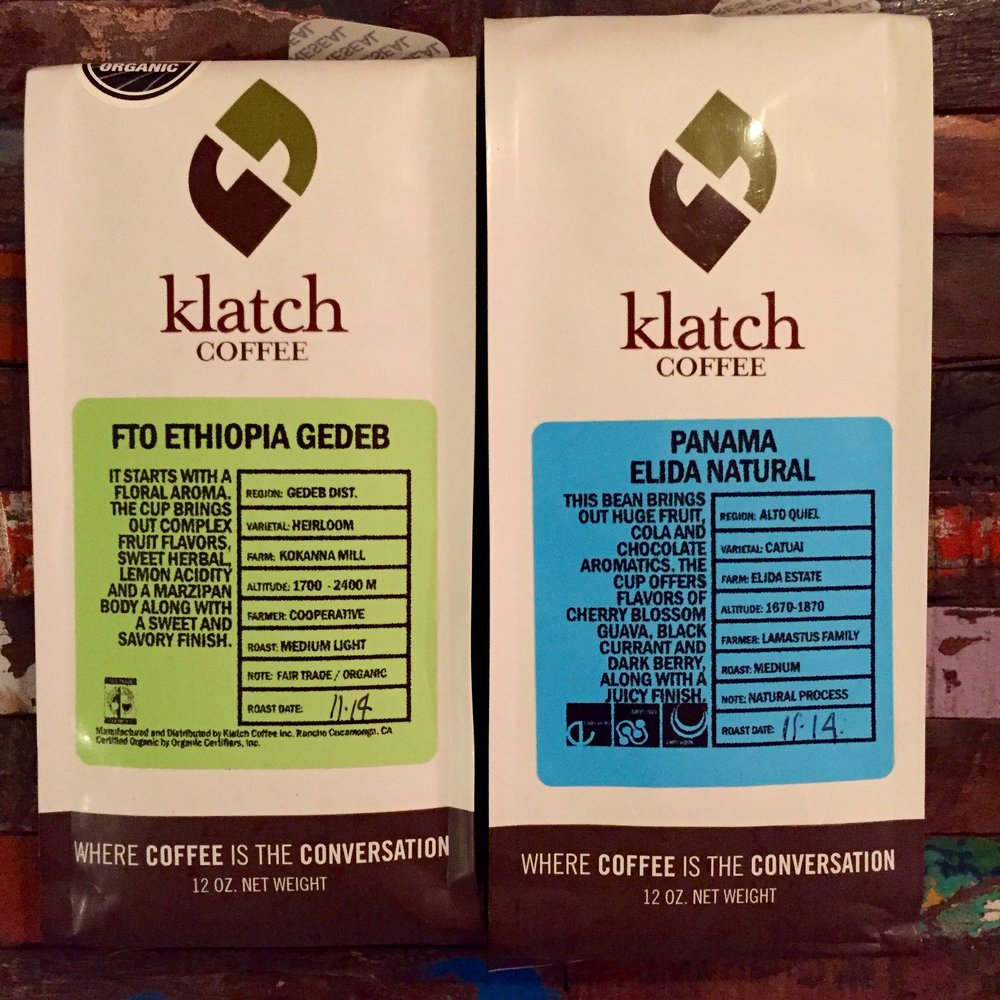 ORGANIC
klatch
COFFEE
FTO ETHIOPIA GEDEB
IT STARTS WITH A
FLORAL AROMA.
THE CUP BRINGS
OUT COMPLEX
FRUIT FLAVORS,
SWEET HERBAL,
LEMON ACIDITY
AND A MARZIPAN
BODY ALONG WITH
A SWEET AND
SAVORY FINISH.
REGION: GEDEB DIST.
VARIETAL: HEIRLOOM
FARM: KOKANNA MILL
ALTITUDE: 1700 - 2400 M
FARMER: COOPERATIVE
ROAST: MEDIUM LIGHT
NOTE: FAIR TRADE / ORGANIC
ROAST DATE: 11.14
Manufactured and Distributed by Klatch Coffee Inc. Rancho Cucamonga, CA
Certified Organic by Organic Certifiers, Inc.
WHERE COFFEE IS THE CONVERSATION
12 OZ. NET WEIGHT
klatch
COFFEE
PANAMA
ELIDA NATURAL
THIS BEAN BRINGS
OUT HUGE FRUIT,
COLA AND
CHOCOLATE
AROMATICS. THE
CUP OFFERS
FLAVORS OF
CHERRY BLOSSOM
GUAVA, BLACK
CURRANT AND
DARK BERRY,
ALONG WITH A
JUICY FINISH.
REGION: ALTO QUIEL
VARIETAL: CATUAI
FARM: ELIDA ESTATE
ALTITUDE: 1670-1870
FARMER: LAMASTUS FAMILY
ROAST: MEDIUM
NOTE: NATURAL PROCESS
ROAST DATE: 11.14.
WHERE COFFEE IS THE CONVERSATION
12 OZ. NET WEIGHT